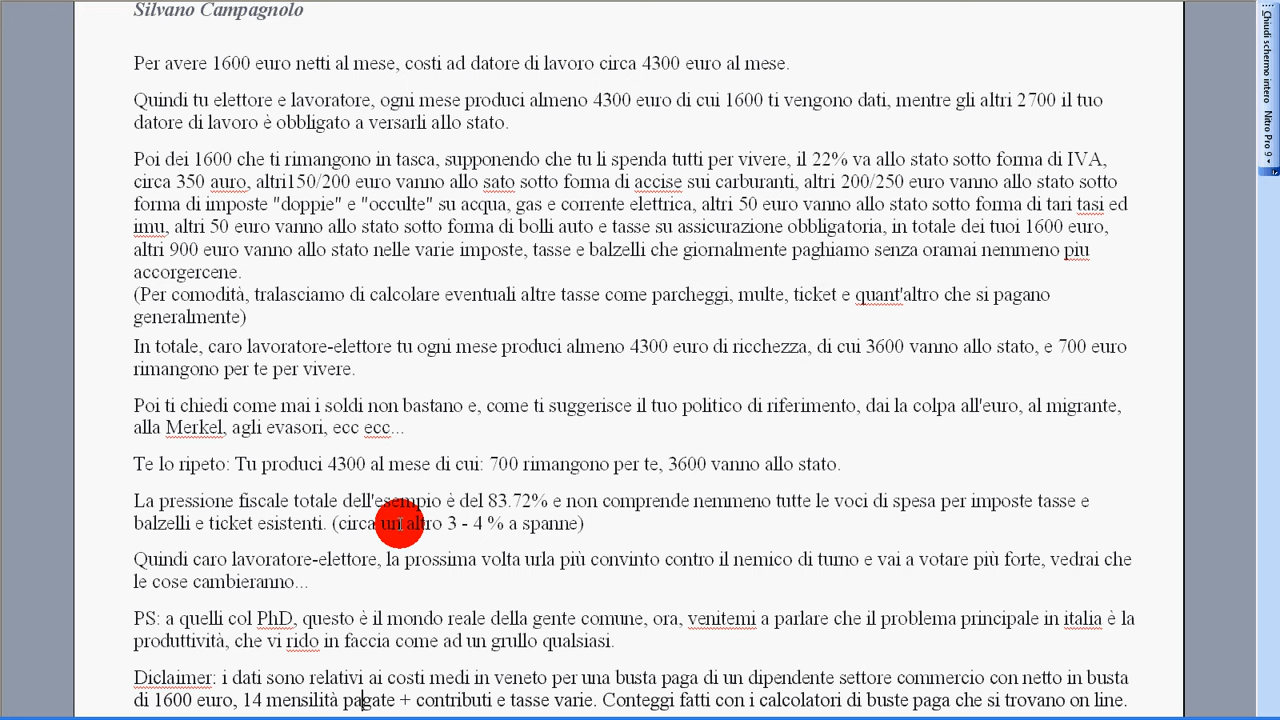 Silvano Campagnolo
Per avere 1600 euro netti al mese, costi ad datore di lavoro circa 4300 euro al mese.
Quindi tu elettore e lavoratore, ogni mese produci almeno 4300 euro di cui 1600 ti vengono dati, mentre gli altri 2700 il tuo
datore di lavoro è obbligato a versarli allo stato.
Poi dei 1600 che ti rimangono in tasca, supponendo che tu li spenda tutti per vivere, il 22% va allo stato sotto forma di IVA,
circa 350 auro, altri150/200 euro vanno allo sato sotto forma di accise sui carburanti, altri 200/250 euro vanno allo stato sotto
forma di imposte "doppie" e "occulte" su acqua, gas e corrente elettrica, altri 50 euro vanno allo stato sotto forma di tari tasi ed
imu, altri 50 euro vanno allo stato sotto forma di bolli auto e tasse su assicurazione obbligatoria, in totale dei tuoi 1600 euro,
altri 900 euro vanno allo stato nelle varie imposte, tasse e balzelli che giornalmente paghiamo senza oramai nemmeno piu
accorgercene.
(Per comodità, tralasciamo di calcolare eventuali altre tasse come parcheggi, multe, ticket e quant'altro che si pagano
generalmente)
In totale, caro lavoratore-elettore tu ogni mese produci almeno 4300 euro di ricchezza, di cui 3600 vanno allo stato, e 700 euro
rimangono per te per vivere.
Poi ti chiedi come mai i soldi non bastano e, come ti suggerisce il tuo politico di riferimento, dai la colpa all'euro, al migrante,
alla Merkel, agli evasori, ecc ecc...
Te lo ripeto: Tu produci 4300 al mese di cui: 700 rimangono per te, 3600 vanno allo stato.
La pressione fiscale totale dell'esempio è del 83.72% e non comprende nemmeno tutte le voci di spesa per imposte tasse e
balzelli e ticket esistenti. (circa un'altro 3 - 4 % a spanne)
Quindi caro lavoratore-elettore, la prossima volta urla più convinto contro il nemico di turno e vai a votare più forte, vedrai che
le cose cambieranno...
PS: a quelli col PhD, questo è il mondo reale della gente comune, ora, venitemi a parlare che il problema principale in italia è la
produttività, che vi rido in faccia come ad un grullo qualsiasi.
Diclaimer: i dati sono relativi ai costi medi in veneto per una busta paga di un dipendente settore commercio con netto in busta
di 1600 euro, 14 mensilità pagate + contributi e tasse varie. Conteggi fatti con i calcolatori di buste paga che si trovano on line.
Chiudi schermo intero
Nitro Pro 9